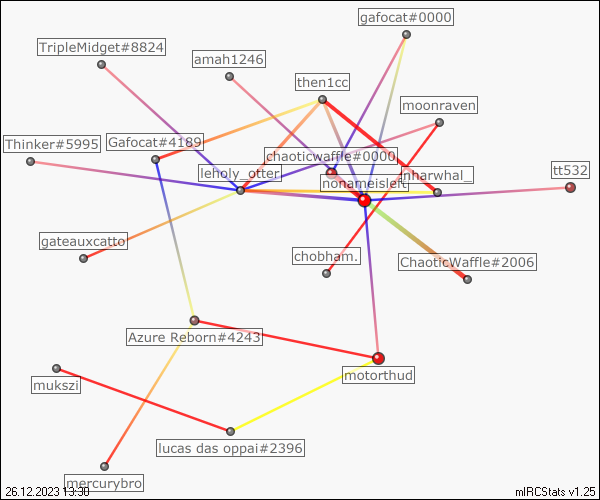 gafocat#0000
TripleMidget#8824
amah1246
then1cc
moonraven
Thinker#5995
Gafocat#4189
chaoticwaffle#0000
leholy_otter
nonameisleft
nharwhal_
tt532
gateauxcatto
chobham.
ChaoticWaffle#2006
Azure Reborn#4243
motorthud
mukszi
lucas das oppai#2396
mercurybro
26.12.2023 13:30
mIRCStats v1.25